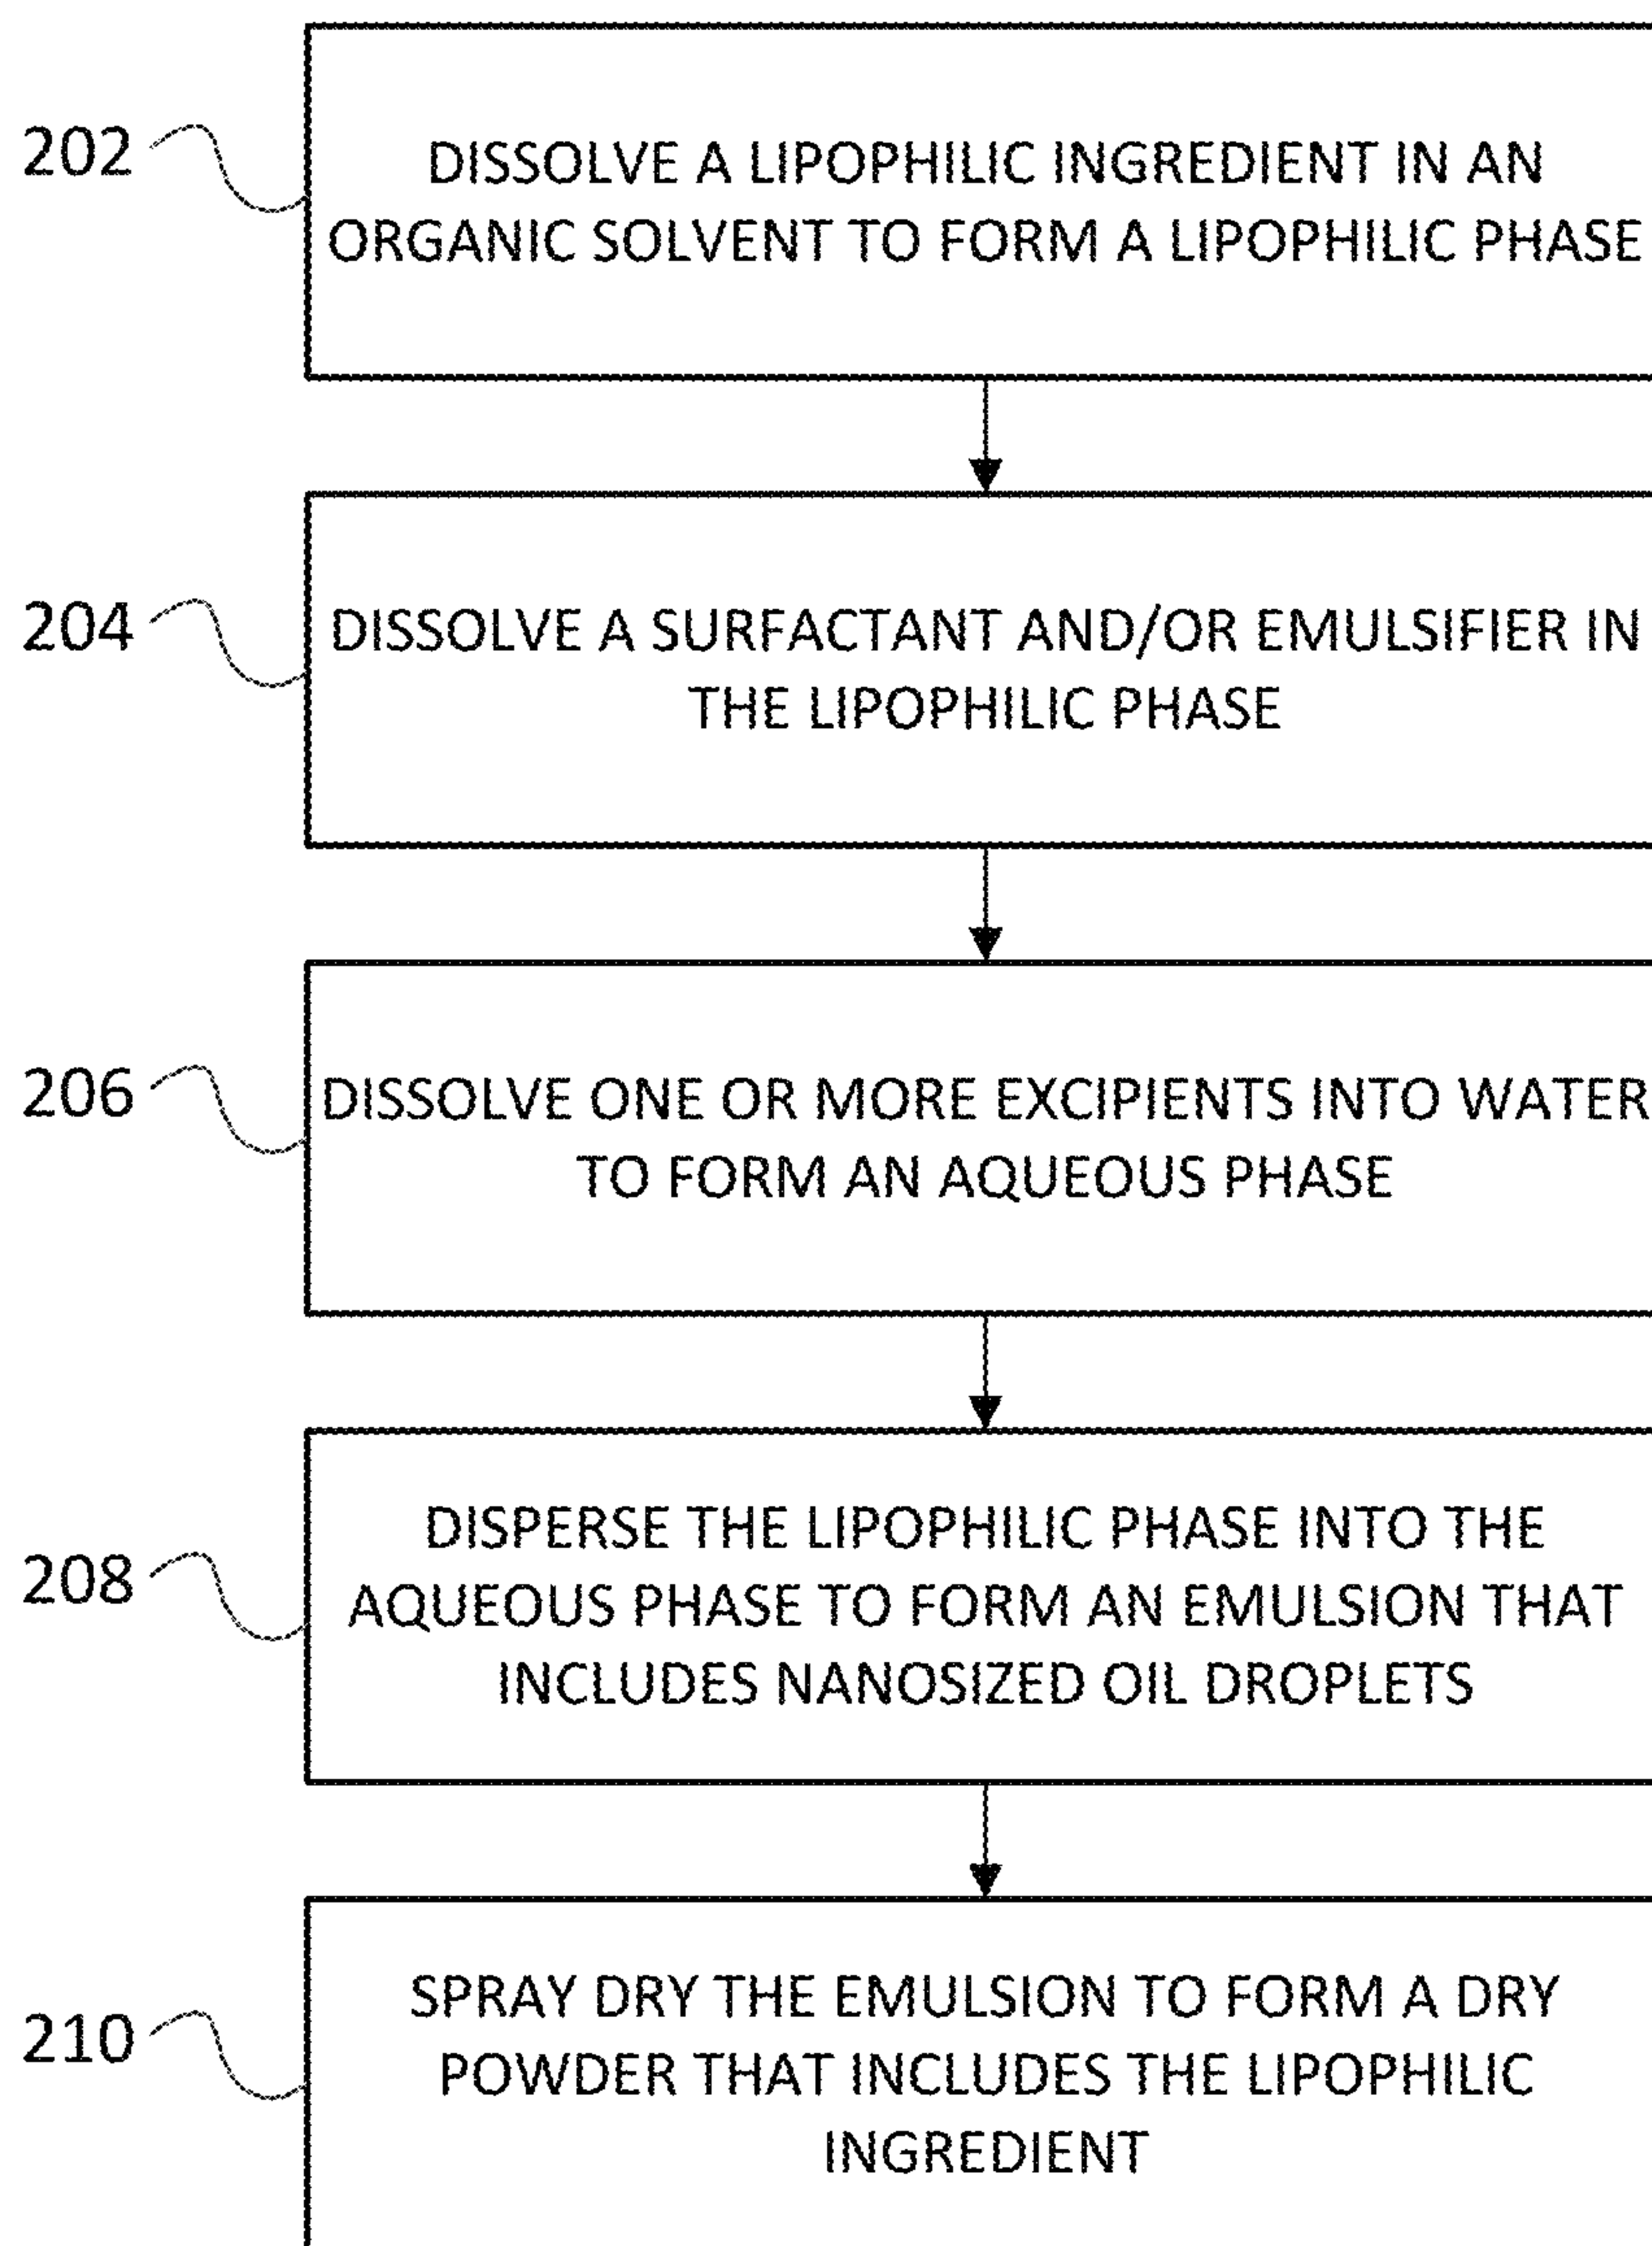 202
DISSOLVE A LIPOPHILIC INGREDIENT IN AN
ORGANIC SOLVENT TO FORM A LIPOPHILIC PHASE
204
DISSOLVE A SURFACTANT AND/OR EMULSIFIER IN
THE LIPOPHILIC PHASE
206
DISSOLVE ONE OR MORE EXCIPIENTS INTO WATER
TO FORM AN AQUEOUS PHASE
208
DISPERSE THE LIPOPHILIC PHASE INTO THE
AQUEOUS PHASE TO FORM AN EMULSION THAT
INCLUDES NANOSIZED OIL DROPLETS
210
SPRAY DRY THE EMULSION TO FORM A DRY
POWDER THAT INCLUDES THE LIPOPHILIC
INGREDIENT